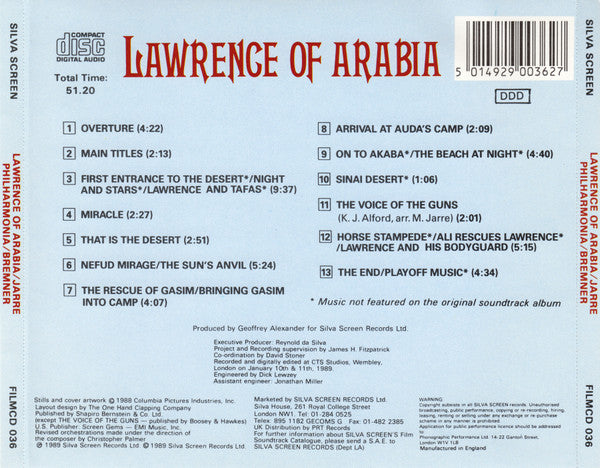 SILVA SCREEN
LAWRENCE OF ARABIA/JARRE
PHILHARMONIA/BREMNER
FILMCD 036
COMPACT
disc
DIGITAL AUDIO
Total Time:
51.20
LAWRENCE OF ARABIA
5 014929 003627
DDD
1 OVERTURE (4:22)
2 MAIN TITLES (2:13)
3 FIRST ENTRANCE TO THE DESERT*/NIGHT
AND STARS*/LAWRENCE AND TAFAS* (9:37)
4 MIRACLE (2:27)
5 THAT IS THE DESERT (2:51)
6 NEFUD MIRAGE/THE SUN'S ANVIL (5:24)
7 THE RESCUE OF GASIM/BRINGING GASIM
INTO CAMP (4:07)
8 ARRIVAL AT AUDA'S CAMP (2:09)
9 ON TO AKABA*/THE BEACH AT NIGHT* (4:40)
10 SINAI DESERT* (1:06)
11 THE VOICE OF THE GUNS
(K. J. Alford, arr. M. Jarre) (2:01)
12 HORSE STAMPEDE*/ALI RESCUES LAWRENCE*
/LAWRENCE AND HIS BODYGUARD (5:15)
13 THE END/PLAYOFF MUSIC* (4:34)
* Music not featured on the original soundtrack album
Produced by Geoffrey Alexander for Silva Screen Records Ltd.
Executive Producer: Reynold da Silva
Project and Recording supervision by James H. Fitzpatrick
Co-ordination by David Stoner
Digitally recorded and edited at CTS Studios, Wembley,
London on January 10th & 11th, 1989.
Engineered by Dick Lewzey
Assistant engineer: Jonathan Miller
Stills and cover artwork © 1988 Columbia Pictures Industries, Inc.
Layout design by The One Hand Clapping Company
Published by Shapiro Bernstein & Co. Ltd.
(except THE VOICE OF THE GUNS — published by Boosey & Hawkes)
U.S. Publisher: Screen Gems — EMI Music, Inc.
Revised orchestrations made under the direction of
the composer by Christopher Palmer
℗ 1989 Silva Screen Records Ltd. © 1989 Silva Screen Records Ltd.
Marketed by SILVA SCREEN RECORDS LTD.
Silva House, 261 Royal College Street
London NW1. Tel: 01-284 0525
Telex: 895 1182 GECOMS G Fax: 01-482 2385
UK Distribution by PRT Records
For further information about SILVA SCREEN'S Film
Soundtrack Catalogue, please send a S.A.E. to
SILVA SCREEN RECORDS LTD (Dept LA)
WARNING
Copyright subsists in all SILVA SCREEN records. Unauthorised
broadcasting, public performance, copying or re-recording, hiring,
renting, letting or selling under an exchange or re-purchase
Phonographic Performance Ltd. 14-22 Ganton Street,
London W1V 1LB
Manufactured in England
SILVA SCREEN
LAWRENCE OF ARABIA/JARRE
PHILHARMONIA/BREMNER
FILMCD 036